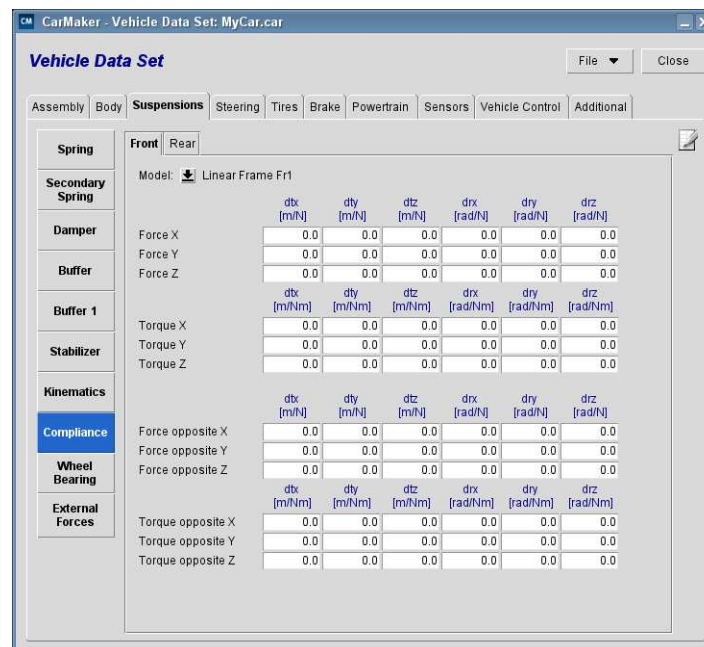 CM CarMaker - Vehicle Data Set: MyCar.car
Vehicle Data Set
File
Close
Assembly Body Suspensions Steering Tires Brake Powertrain Sensors Vehicle Control Additional
Spring
Secondary
Spring
Damper
Buffer
Buffer 1
Stabilizer
Kinematics
Compliance
Wheel
Bearing
External
Forces
Front Rear
Model: Linear Frame Fr1
dtx dty dtz drx dry drz
[m/N] [m/N] [m/N] [rad/N] [rad/N] [rad/N]
Force X 0.0 0.0 0.0 0.0 0.0 0.0
Force Y 0.0 0.0 0.0 0.0 0.0 0.0
Force Z 0.0 0.0 0.0 0.0 0.0 0.0
dtx dty dtz drx dry drz
[m/Nm] [m/Nm] [m/Nm] [rad/Nm] [rad/Nm] [rad/Nm]
Torque X 0.0 0.0 0.0 0.0 0.0 0.0
Torque Y 0.0 0.0 0.0 0.0 0.0 0.0
Torque Z 0.0 0.0 0.0 0.0 0.0 0.0
dtx dty dtz drx dry drz
[m/N] [m/N] [m/N] [rad/N] [rad/N] [rad/N]
Force opposite X 0.0 0.0 0.0 0.0 0.0 0.0
Force opposite Y 0.0 0.0 0.0 0.0 0.0 0.0
Force opposite Z 0.0 0.0 0.0 0.0 0.0 0.0
dtx dty dtz drx dry drz
[m/Nm] [m/Nm] [m/Nm] [rad/Nm] [rad/Nm] [rad/Nm]
Torque opposite X 0.0 0.0 0.0 0.0 0.0 0.0
Torque opposite Y 0.0 0.0 0.0 0.0 0.0 0.0
Torque opposite Z 0.0 0.0 0.0 0.0 0.0 0.0